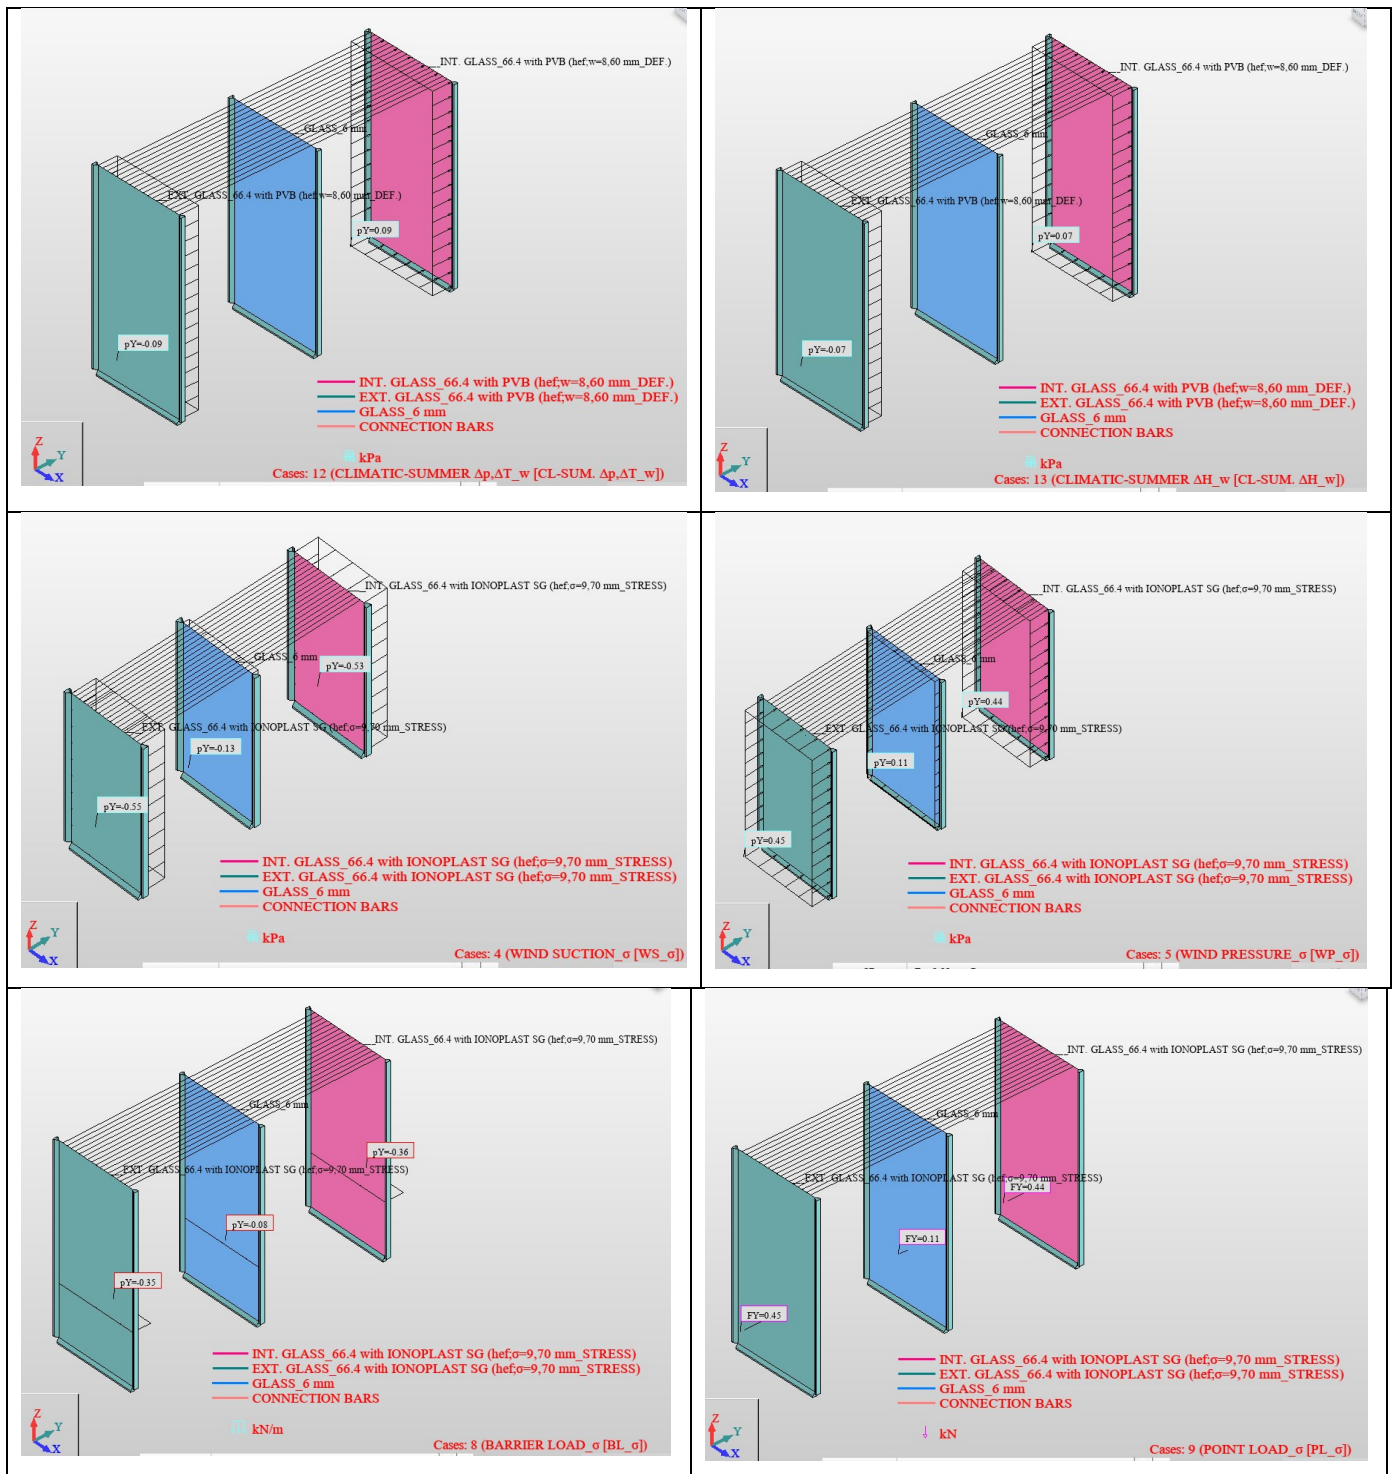 INT. GLASS_66.4 with PVB (hef;w=8,60 mm_DEF.)
GLASS_6 mm
EXT. GLASS_66.4 with PVB (hef;w=8,60 mm_DEF.)
pY=0.09
pY=-0.09
INT. GLASS_66.4 with PVB (hef;w=8,60 mm_DEF.)
EXT. GLASS_66.4 with PVB (hef;w=8,60 mm_DEF.)
GLASS_6 mm
CONNECTION BARS
kPa
Cases: 12 (CLIMATIC-SUMMER Δp,ΔT_w [CL-SUM. Δp,ΔT_w])
Z
Y
X
INT. GLASS_66.4 with PVB (hef;w=8,60 mm_DEF.)
GLASS_6 mm
EXT. GLASS_66.4 with PVB (hef;w=8,60 mm_DEF.)
pY=0.07
pY=-0.07
INT. GLASS_66.4 with PVB (hef;w=8,60 mm_DEF.)
EXT. GLASS_66.4 with PVB (hef;w=8,60 mm_DEF.)
GLASS_6 mm
CONNECTION BARS
kPa
Cases: 13 (CLIMATIC-SUMMER ΔH_w [CL-SUM. ΔH_w])
Z
Y
X
INT. GLASS_66.4 with IONOPLAST SG (hef;σ=9,70 mm_STRESS)
GLASS_6 mm
pY=-0.53
EXT. GLASS_66.4 with IONOPLAST SG (hef;σ=9,70 mm_STRESS)
pY=-0.13
pY=-0.55
INT. GLASS_66.4 with IONOPLAST SG (hef;σ=9,70 mm_STRESS)
EXT. GLASS_66.4 with IONOPLAST SG (hef;σ=9,70 mm_STRESS)
GLASS_6 mm
CONNECTION BARS
kPa
Cases: 4 (WIND SUCTION_σ [WS_σ])
Z
Y
X
INT. GLASS_66.4 with IONOPLAST SG (hef;σ=9,70 mm_STRESS)
GLASS_6 mm
pY=0.44
EXT. GLASS_66.4 with IONOPLAST SG (hef;σ=9,70 mm_STRESS)
pY=0.11
pY=0.45
INT. GLASS_66.4 with IONOPLAST SG (hef;σ=9,70 mm_STRESS)
EXT. GLASS_66.4 with IONOPLAST SG (hef;σ=9,70 mm_STRESS)
GLASS_6 mm
CONNECTION BARS
kPa
Cases: 5 (WIND PRESSURE_σ [WP_σ])
Z
Y
X
INT. GLASS_66.4 with IONOPLAST SG (hef;σ=9,70 mm_STRESS)
GLASS_6 mm
pY=-0.36
EXT. GLASS_66.4 with IONOPLAST SG (hef;σ=9,70 mm_STRESS)
pY=-0.08
pY=-0.35
INT. GLASS_66.4 with IONOPLAST SG (hef;σ=9,70 mm_STRESS)
EXT. GLASS_66.4 with IONOPLAST SG (hef;σ=9,70 mm_STRESS)
GLASS_6 mm
CONNECTION BARS
kN/m
Cases: 8 (BARRIER LOAD_σ [BL_σ])
Z
Y
X
INT. GLASS_66.4 with IONOPLAST SG (hef;σ=9,70 mm_STRESS)
GLASS_6 mm
EXT. GLASS_66.4 with IONOPLAST SG (hef;σ=9,70 mm_STRESS)
FY=0.44
FY=0.11
FY=0.45
INT. GLASS_66.4 with IONOPLAST SG (hef;σ=9,70 mm_STRESS)
EXT. GLASS_66.4 with IONOPLAST SG (hef;σ=9,70 mm_STRESS)
GLASS_6 mm
CONNECTION BARS
kN
Cases: 9 (POINT LOAD_σ [PL_σ])
Z
Y
X